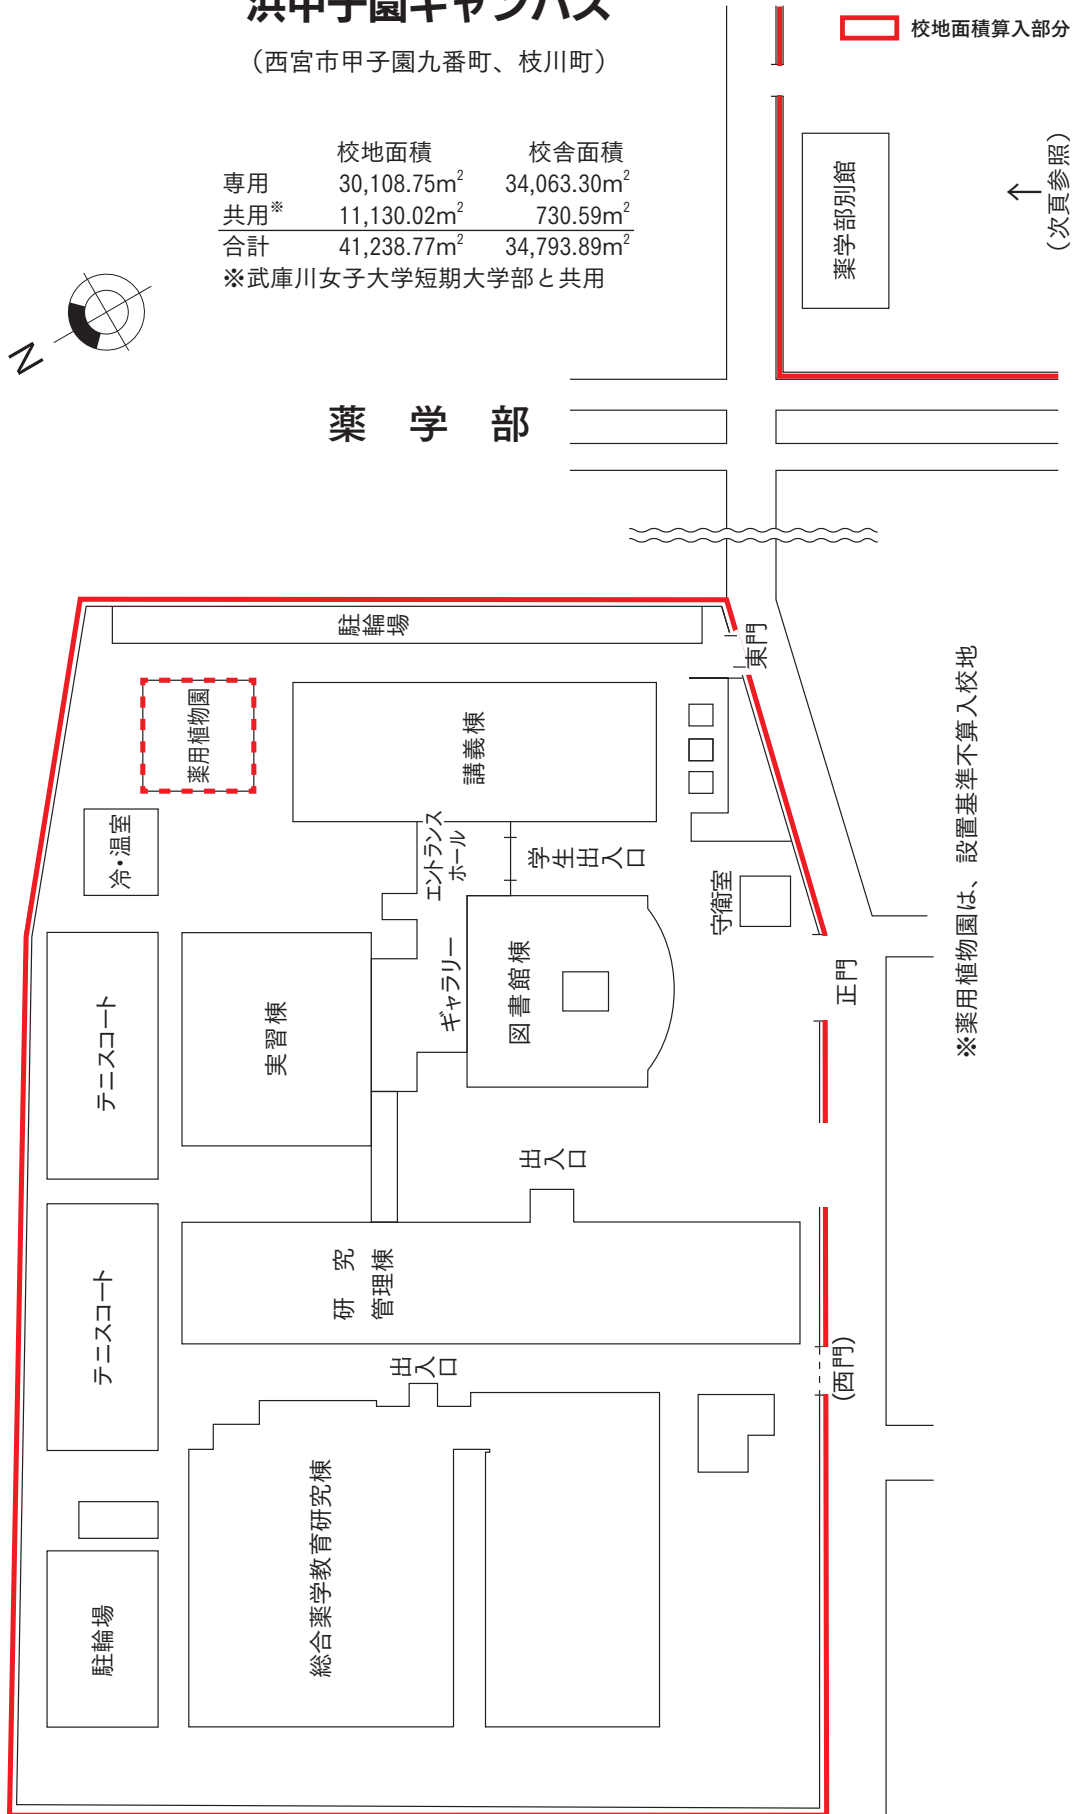 浜甲子園キャンパス
(西宮市甲子園九番町、枝川町)
校地面積算入部分
校地面積 校舎面積
専用 30,108.75m² 34,063.30m²
共用※ 11,130.02m² 730.59m²
合計 41,238.77m² 34,793.89m²
※武庫川女子大学短期大学部と共用
N
薬学部別館
←
(次頁参照)
薬 学 部
駐輪場
東門
薬用植物園
講義棟
冷・温室
エントランス
ホール
学生出入口
守衛室
正門
テニスコート
実習棟
ギャラリー
図書館棟
出入口
テニスコート
研 究
管理棟
出入口
(西門)
総合薬学教育研究棟
駐輪場
※薬用植物園は、設置基準不算入校地